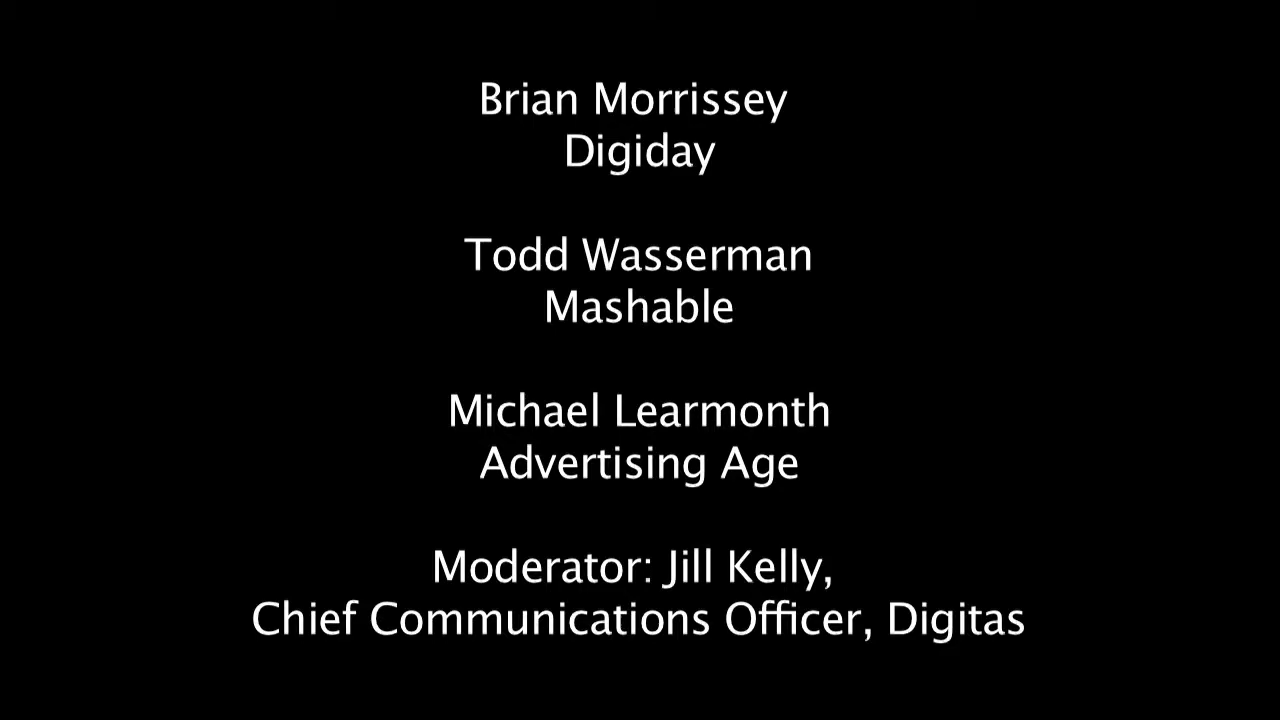 Brian Morrissey
Digiday
Todd Wasserman
Mashable
Michael Learmonth
Advertising Age
Moderator: Jill Kelly,
Chief Communications Officer, Digitas